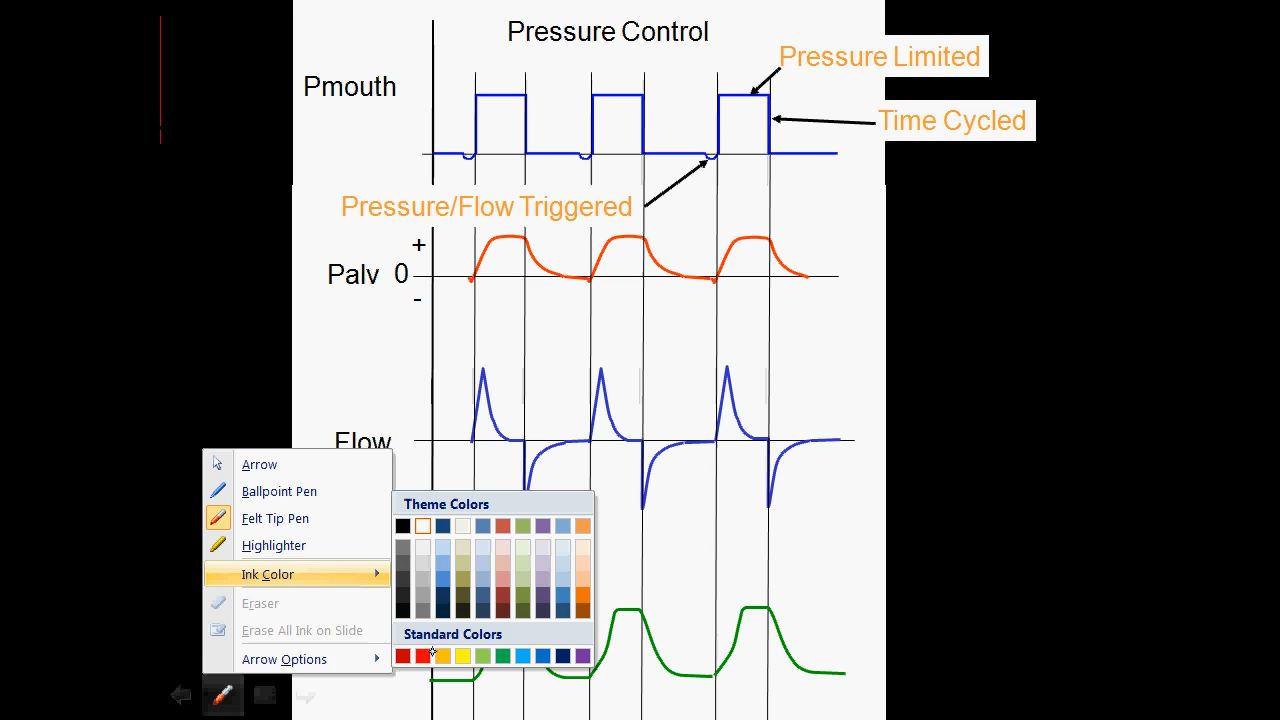 Pressure Control
Pressure Limited
Pmouth
Time Cycled
Pressure/Flow Triggered
+
Palv 0
-
Flow
Arrow
Ballpoint Pen
Felt Tip Pen
Highlighter
Ink Color
Eraser
Erase All Ink on Slide
Arrow Options
Theme Colors
Standard Colors